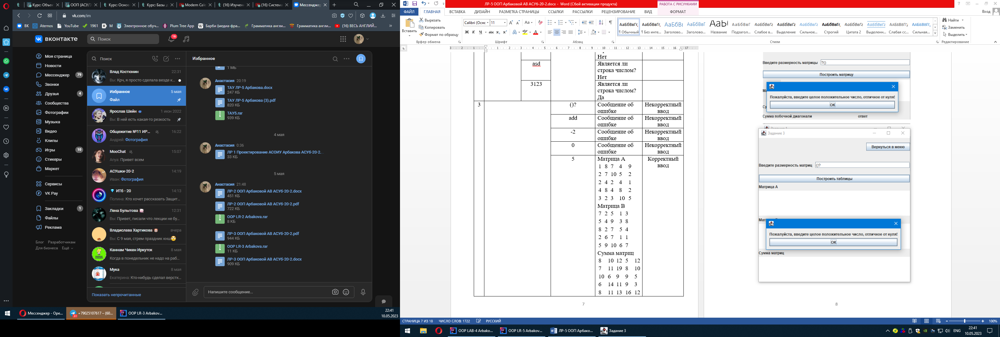 Курс: Объек
ООП (АСУ/Э
Курс: Основ
Курс: Базы д
Modern Cale
(16) Изучен
(16) Система
Мессенджер
vk.com/im
ВК
Aternos
YouTube
1961
М
Электронное обуч...
Plum Tree App
Барби (медиа-фра...
Грамматика англи...
Грамматика англи...
(16) ВЕСЬ АНГЛИЙ...
вконтакте
Поиск
16
Моя страница
Новости
Мессенджер 79
Звонки
Друзья 4
Сообщества
Фотографии
Музыка
Видео
Клипы
Игры 10
Стикеры
Маркет
Сервисы
VK Pay
Закладки 1
Файлы
Реклама
Блог Разработчикам
Для бизнеса Ещё
Поиск
Влад Костюнин 22:31
Вы: Крч, я просто сделала везде к...
Избранное 5 мая
Файл
Ярослав Шейн 1 июн 2022
Вы: В ней есть какая-то резкость
Общежитие №11 ИР... 16:22
Андрей: Фотография
MooChat 15:07
Anya: Привет всем
АСУшки-20-2 14:19
Иван: Фотография
ИТб - 20 14:13
Полина: Кто хочет рассказать Защит...
Лена Булытова 12:31
Вы: Привет, писали что лекции не бу...
Владислава Хартикова вчера
Вы: С 9 мая, стрем праздник кнш
Каннам Чикен Иркутск 8 мая
Когда в понедельник не надо на раб...
Мука 8 мая
Екатерина: Кто-нибудь сделал верстк...
Показать непрочитанные
Избранное
1 МБ
Анастасия 20:19
ТАУ ЛР-5 Арбакова.docx
247 КБ
ТАУ ЛР-5 Арбакова (3).pdf
820 КБ
ТАУ5.rar
939 КБ
4 мая
Анастасия 0:36
ЛР 1 Проектирование АСОИУ Арбакова АСУб-20-2...
33 КБ
5 мая
Анастасия 21:48
ЛР-2 ООП Арбаковой АВ АСУб-20-2.docx
451 КБ
ЛР-2 ООП Арбаковой АВ АСУб-20-2.pdf
722 КБ
OOP LR-2 Arbakova.rar
8 КБ
ЛР-3 ООП Арбаковой АВ АСУб-20-2.pdf
944 КБ
OOP LR-3 Arbakova.rar
11 КБ
ЛР-3 ООП Арбаковой АВ АСУб-20-2.docx
909 КБ
Напишите сообщение...
Мессенджер - Оpe...
+79025107617 – (60...
91
OOP LR-3 Arbakov...
22:41
10.05.2023
ЛР-5 ООП Арбаковой АВ АСУб-20-2.docx - Word (Сбой активации продукта)
РАБОТА С РИСУНКАМИ
ФАЙЛ
ГЛАВНАЯ
ВСТАВКА
ДИЗАЙН
РАЗМЕТКА СТРАНИЦЫ
ССЫЛКИ
РАССЫЛКИ
РЕЦЕНЗИРОВАНИЕ
ВИД
ФОРМАТ
Вход
Вставить
Вырезать
Копировать
Формат по образцу
Буфер обмена
Calibri (Оснс 11
Ж К Ч abc x₂ x²
Шрифт
Абзац
АаБбВвГг, АаБбВвГг, АаБбВі АаБбВвГ АаЬ АаБбВвГ АаБбВвГг АаБбВвГг АаБбВвГг АаБбВвГг, АаБбВвГг АаБбВвГг АаБбВвГг АаБбВвГг,
¶ Обычный
¶ Без инте...
Заголово...
Заголово...
Название
Подзагол...
Слабое в...
Выделение
Сильное...
Строгий
Цитата 2
Выделенн...
Слабая сс...
Сильная...
Стили
Найти
Заменить
Выделить
Редактирование
Нет
asd
Является ли
строка числом?
Нет
3123
Является ли
строка числом?
Да
3
()?
Сообщение об
ошибке
Некорректный
ввод
add
Сообщение об
ошибке
Некорректный
ввод
-2
Сообщение об
ошибке
Некорректный
ввод
0
Сообщение об
ошибке
Некорректный
ввод
5
Матрица А
Корректный
ввод
1 8 7 4 9
2 7 10 5 2
2 4 2 4 1
4 8 4 8 2
3 2 3 10 5
Матрица В
7 2 5 1 3
5 4 9 3 8
8 2 7 5 4
2 6 7 1 1
5 9 10 6 7
Сумма матриц
8 10 12 5 12
7 11 19 8 10
10 6 9 9 5
6 14 11 9 3
8 11 13 16 12
7
Введите размерность матрицы ?()
Построить матрицу
Пожалуйста, введите целое положительное число, отличное от нуля!
OK
Сумма побочной диагонали ответ
Задание 3
Вернуться в меню
Введите размерность матриц ()?
Построить таблицы
Матрица А
Пожалуйста, введите целое положительное число, отличное от нуля!
OK
Сумма матриц
8
СТРАНИЦА 7 ИЗ 18
ЧИСЛО СЛОВ: 1722
РУССКИЙ
100%
OOP LAB-4 Arbako...
OOP LR-5 Arbakov...
ЛР-5 ООП Арбако...
Задание 3
ENG
22:41
10.05.2023